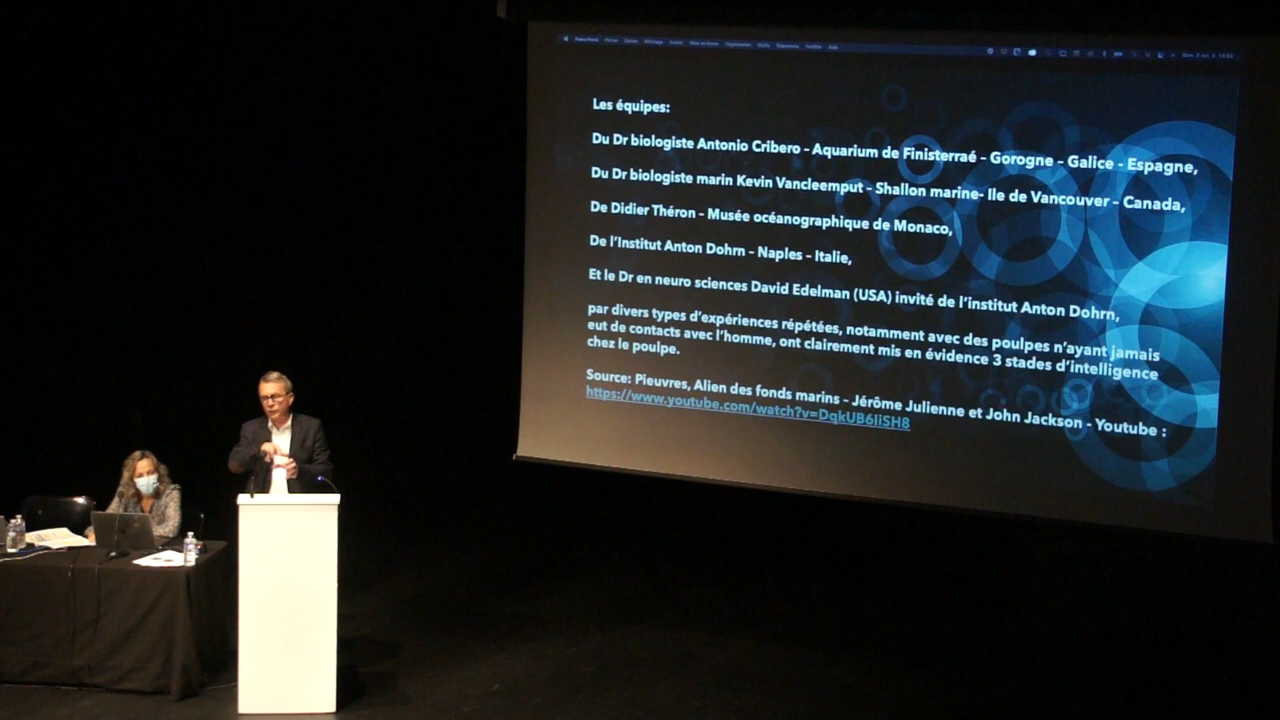 Les équipes:
Du Dr biologiste Antonio Cribero – Aquarium de Finisterraé – Gorogne – Galice - Espagne,
Du Dr biologiste marin Kevin Vancleemput – Shallon marine- Ile de Vancouver – Canada,
De Didier Théron – Musée océanographique de Monaco,
De l'Institut Anton Dohrn – Naples – Italie,
Et le Dr en neuro sciences David Edelman (USA) invité de l'institut Anton Dohrn,
par divers types d'expériences répétées, notamment avec des poulpes n'ayant jamais
eut de contacts avec l'homme, ont clairement mis en évidence 3 stades d'intelligence
chez le poulpe.
Source: Pieuvres, Alien des fonds marins – Jérôme Julienne et John Jackson - Youtube :
https://www.youtube.com/watch?v=DqkUB6IiSH8